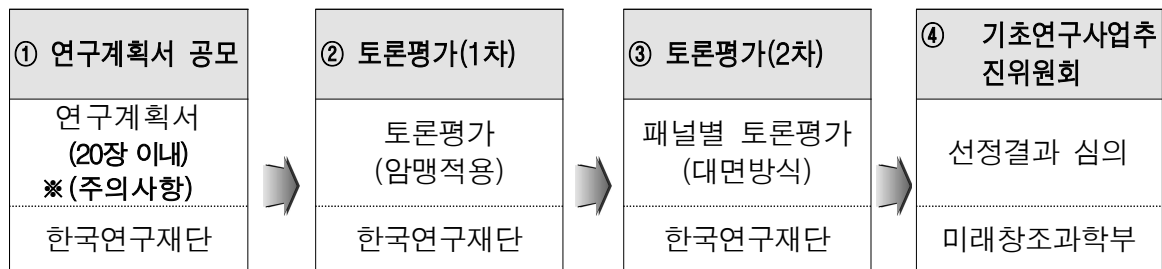 ① 연구계획서 공모
연구계획서
(20장 이내)
※(주의사항)
한국연구재단
② 토론평가(1차)
토론평가
(암맹적용)
한국연구재단
③ 토론평가(2차)
패널별 토론평가
(대면방식)
한국연구재단
④ 기초연구사업추
진위원회
선정결과 심의
미래창조과학부